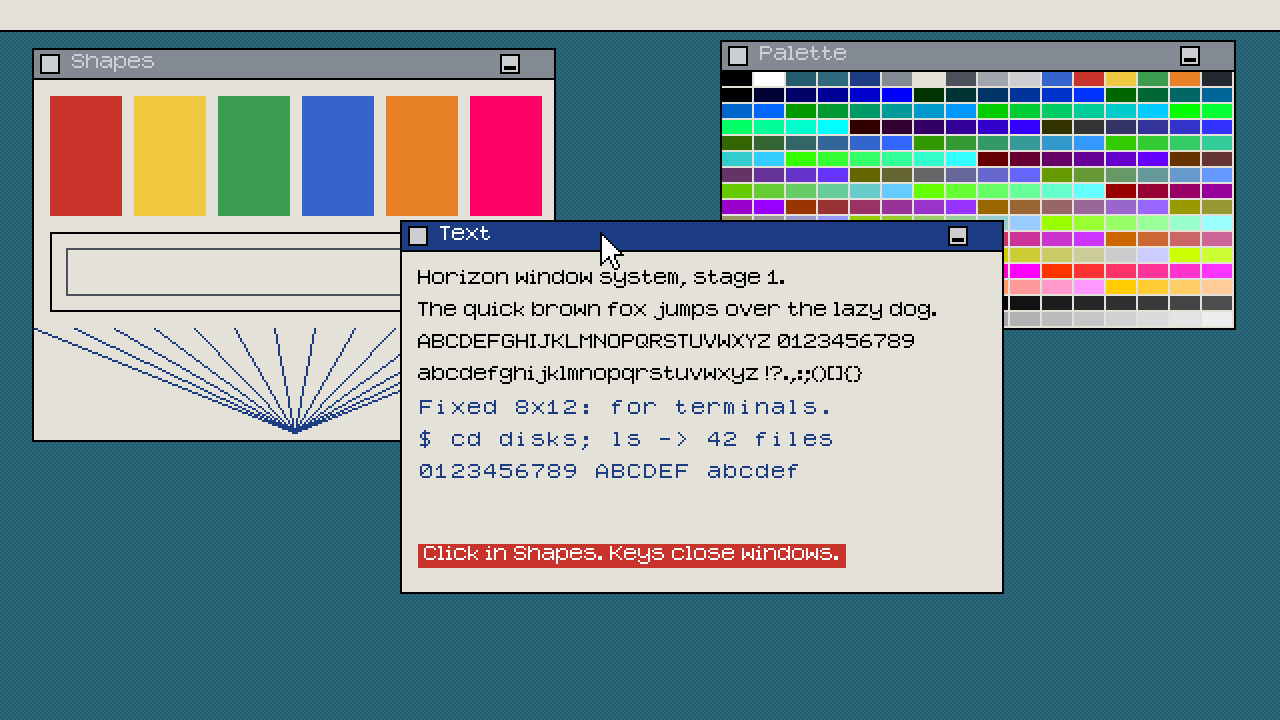 Shapes
Palette
Text
Horizon window system, stage 1.
The quick brown fox jumps over the lazy dog.
ABCDEFGHIJKLMNOPQRSTUVWXYZ 0123456789
abcdefghijklmnopqrstuvwxyz !?.,:;()[]{}
Fixed 8x12: for terminals.
$ cd disks; ls -> 42 files
0123456789 ABCDEF abcdef
Click in Shapes. Keys close windows.